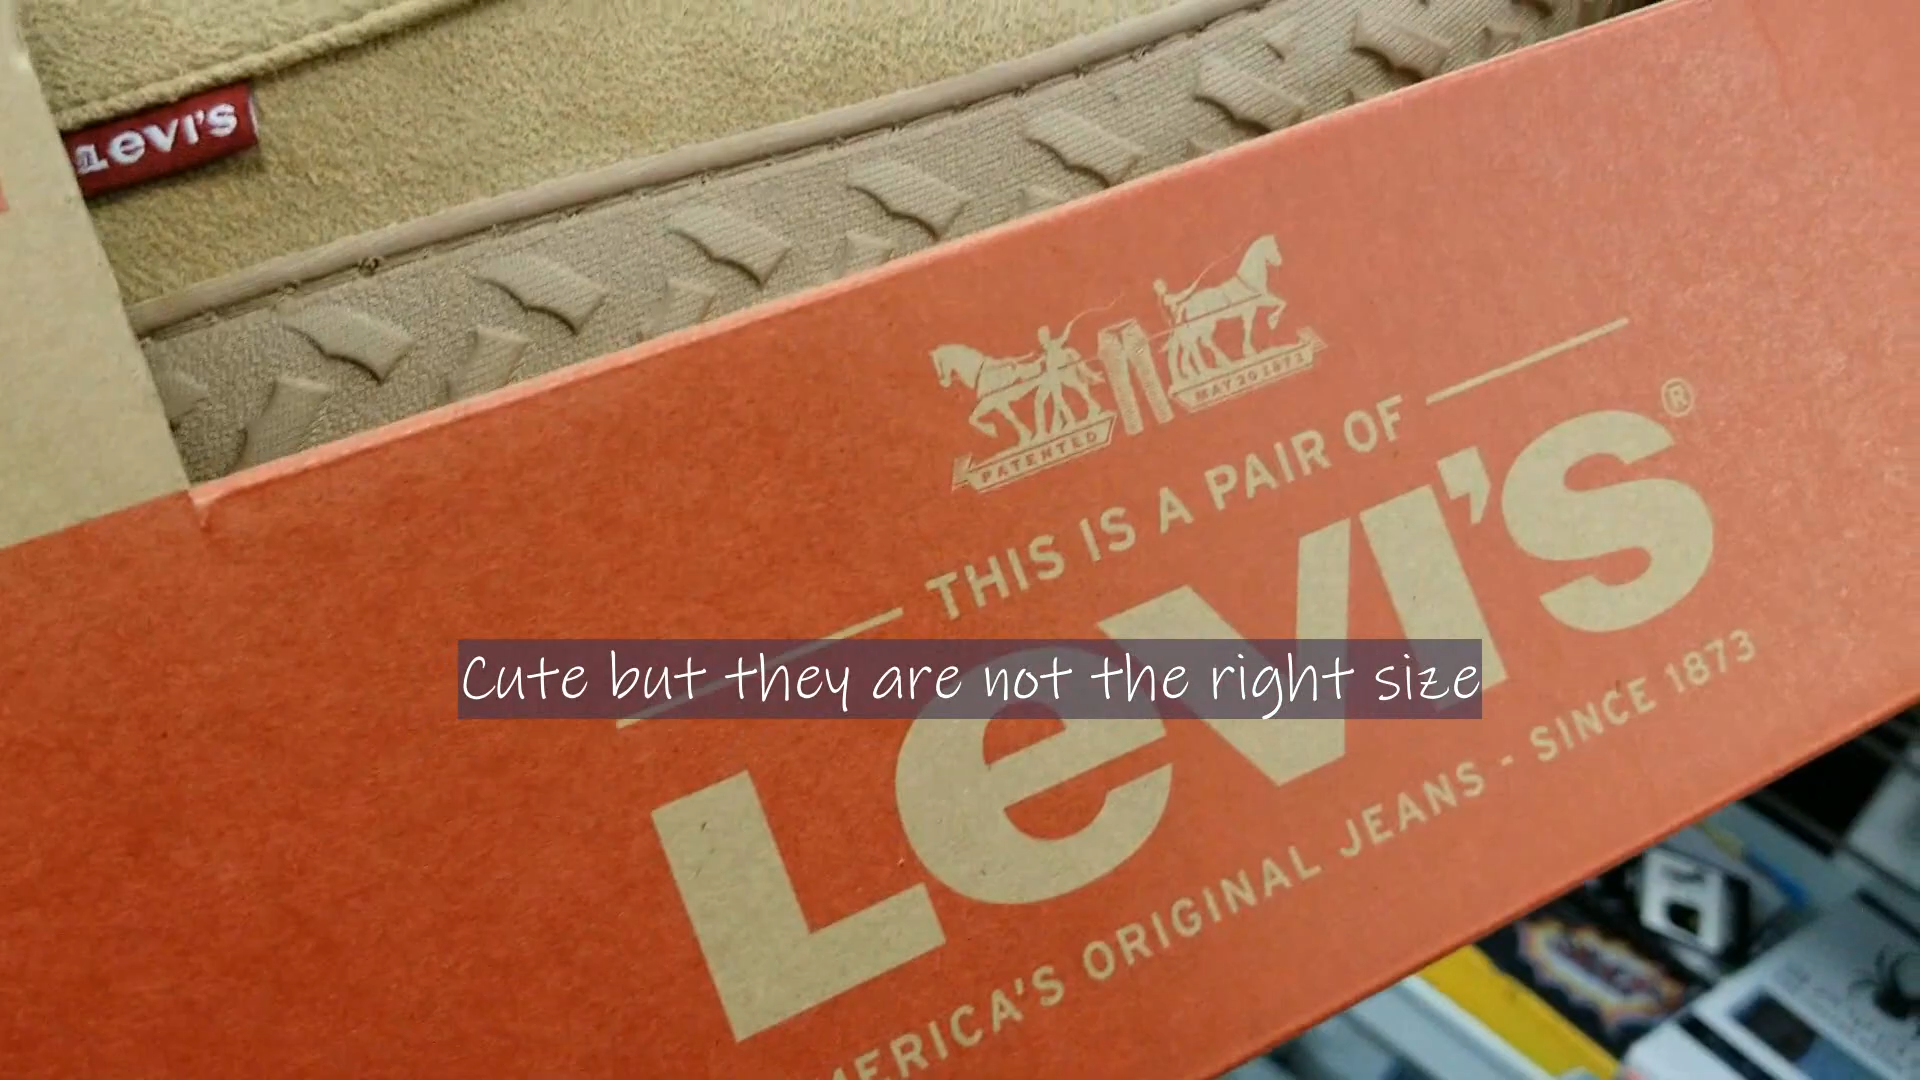 Levi's
PATENTED
MAY 20 1873
THIS IS A PAIR OF
Levi's®
Cute but they are not the right size
MERICA'S ORIGINAL JEANS - SINCE 1873